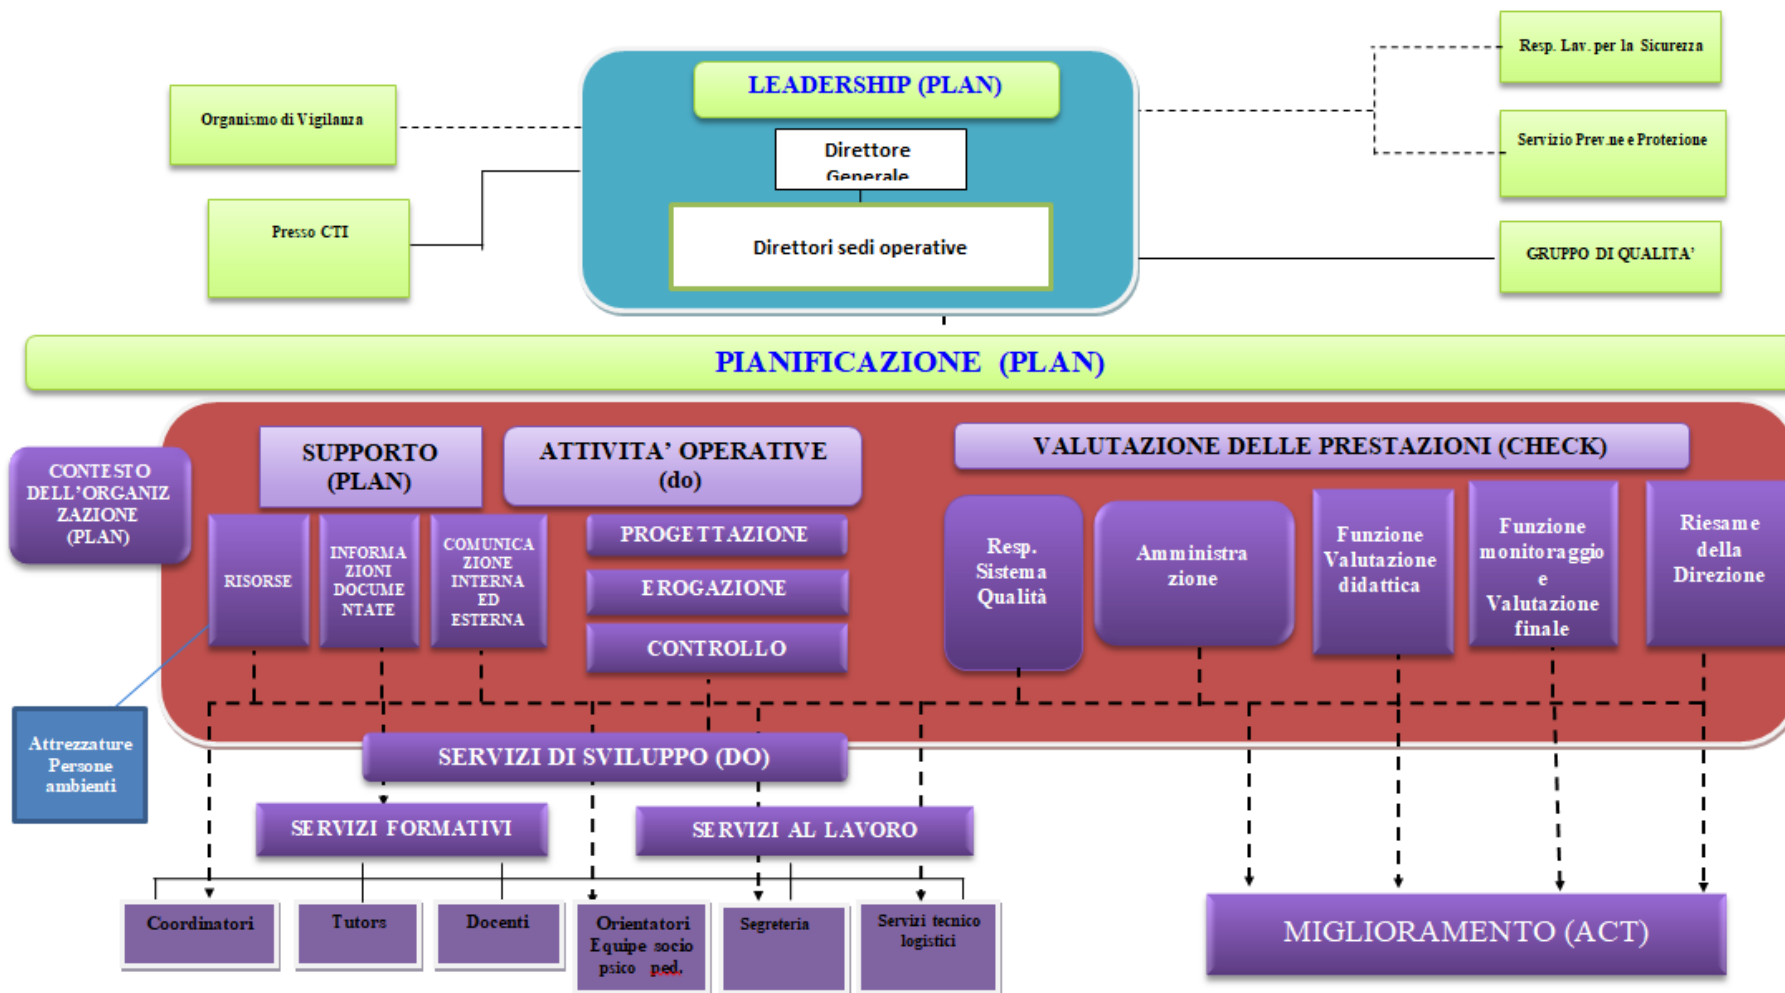 Resp. Lav. per la Sicurezza
LEADERSHIP (PLAN)
Organismo di Vigilanza
Direttore
Generale
Servizio Prev.ne e Protezione
Presso CTI
Direttori sedi operative
GRUPPO DI QUALITA’
PIANIFICAZIONE (PLAN)
CONTESTO
DELL’ORGANIZ
ZAZIONE
(PLAN)
SUPPORTO
(PLAN)
ATTIVITA’ OPERATIVE
(do)
VALUTAZIONE DELLE PRESTAZIONI (CHECK)
RISORSE
INFORMA
ZIONI
DOCUME
NTATE
COMUNICA
ZIONE
INTERNA
ED
ESTERNA
PROGETTAZIONE
EROGAZIONE
CONTROLLO
Resp.
Sistema
Qualità
Amministra
zione
Funzione
Valutazione
didattica
Funzione
monitoraggio
e
Valutazione
finale
Riesame
della
Direzione
Attrezzature
Persone
ambienti
SERVIZI DI SVILUPPO (DO)
SERVIZI FORMATIVI
SERVIZI AL LAVORO
Coordinatori
Tutors
Docenti
Orientatori
Equipe socio
psico ped.
Segreteria
Servizi tecnico
logistici
MIGLIORAMENTO (ACT)